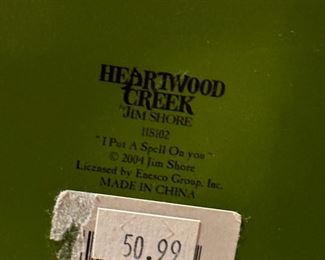 HEARTWOOD
CREEK
by JIM SHORE
118102
"I Put A Spell On you"
© 2004 Jim Shore
Licensed by Enesco Group, Inc.
MADE IN CHINA
50.99